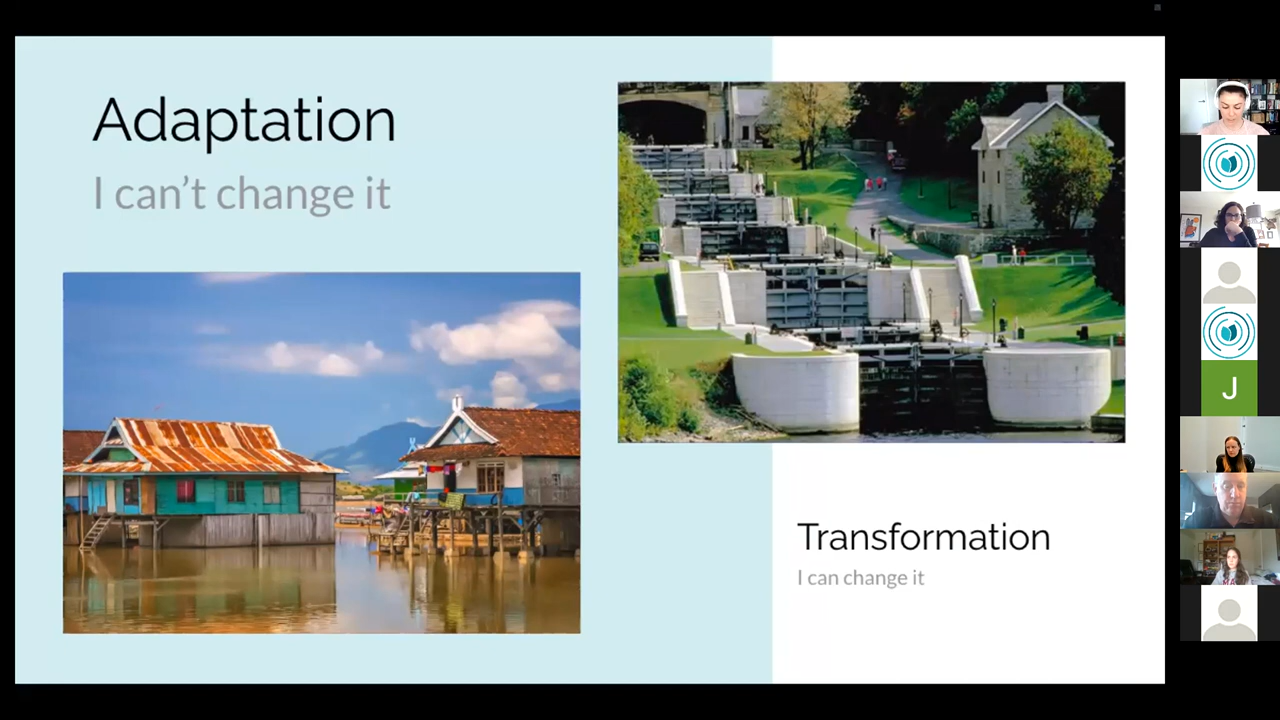 Adaptation
I can't change it
Transformation
I can change it
J